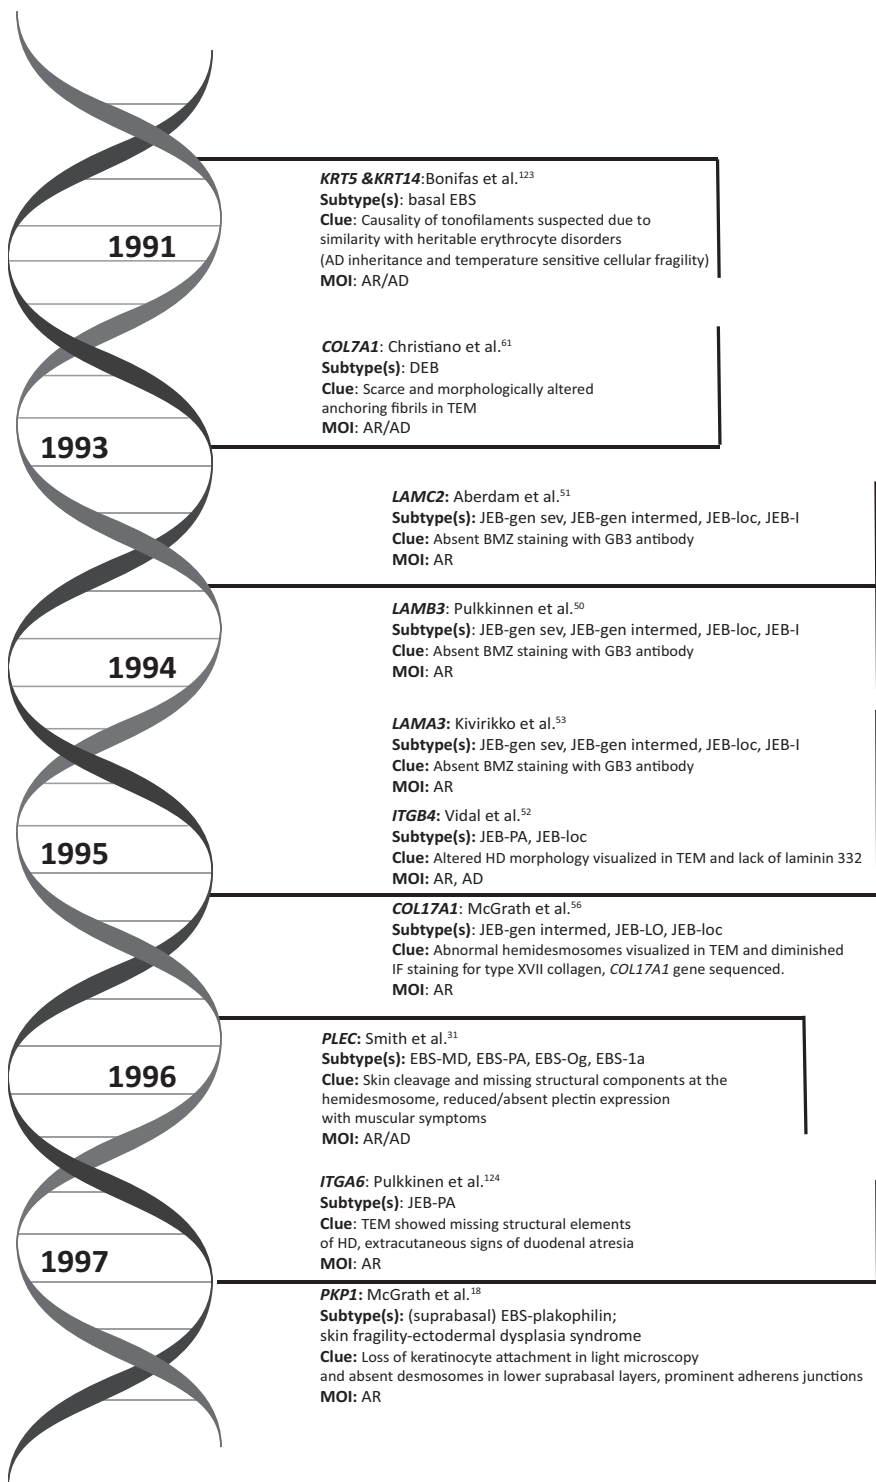 KRT5 &KRT14:Bonifas et al.123
Subtype(s): basal EBS
Clue: Causality of tonofilaments suspected due to
similarity with heritable erythrocyte disorders
(AD inheritance and temperature sensitive cellular fragility)
MOI: AR/AD
1991
COL7A1: Christiano et al.61
Subtype(s): DEB
Clue: Scarce and morphologically altered
anchoring fibrils in TEM
MOI: AR/AD
1993
LAMC2: Aberdam et al.51
Subtype(s): JEB-gen sev, JEB-gen intermed, JEB-loc, JEB-I
Clue: Absent BMZ staining with GB3 antibody
MOI: AR
LAMB3: Pulkkinnen et al.50
Subtype(s): JEB-gen sev, JEB-gen intermed, JEB-loc, JEB-I
Clue: Absent BMZ staining with GB3 antibody
MOI: AR
1994
LAMA3: Kivirikko et al.53
Subtype(s): JEB-gen sev, JEB-gen intermed, JEB-loc, JEB-I
Clue: Absent BMZ staining with GB3 antibody
MOI: AR
ITGB4: Vidal et al.52
Subtype(s): JEB-PA, JEB-loc
Clue: Altered HD morphology visualized in TEM and lack of laminin 332
MOI: AR, AD
1995
COL17A1: McGrath et al.56
Subtype(s): JEB-gen intermed, JEB-LO, JEB-loc
Clue: Abnormal hemidesmosomes visualized in TEM and diminished
IF staining for type XVII collagen, COL17A1 gene sequenced.
MOI: AR
PLEC: Smith et al.31
Subtype(s): EBS-MD, EBS-PA, EBS-Og, EBS-1a
Clue: Skin cleavage and missing structural components at the
hemidesmosome, reduced/absent plectin expression
with muscular symptoms
MOI: AR/AD
1996
ITGA6: Pulkkinen et al.124
Subtype(s): JEB-PA
Clue: TEM showed missing structural elements
of HD, extracutaneous signs of duodenal atresia
MOI: AR
1997
PKP1: McGrath et al.18
Subtype(s): (suprabasal) EBS-plakophilin;
skin fragility-ectodermal dysplasia syndrome
Clue: Loss of keratinocyte attachment in light microscopy
and absent desmosomes in lower suprabasal layers, prominent adherens junctions
MOI: AR